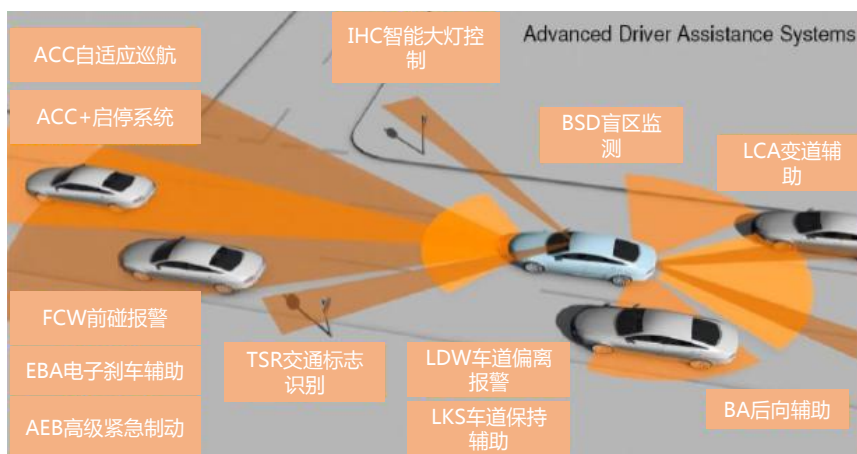 ACC自适应巡航
ACC+启停系统
IHC智能大灯控
制
Advanced Driver Assistance Systems
BSD盲区监
测
LCA变道辅
助
FCW前碰报警
EBA电子刹车辅助
AEB高级紧急制动
TSR交通标志
识别
LDW车道偏离
报警
LKS车道保持
辅助
BA后向辅助